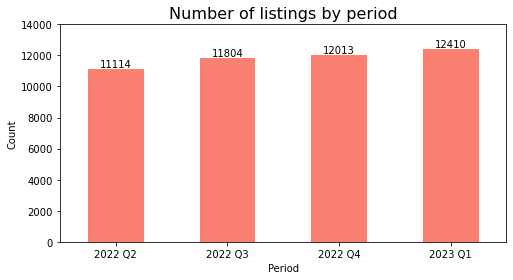 Number of listings by period
14000
12000
10000
8000
6000
4000
2000
0
Count
11114
11804
12013
12410
2022 Q2
2022 Q3
2022 Q4
2023 Q1
Period